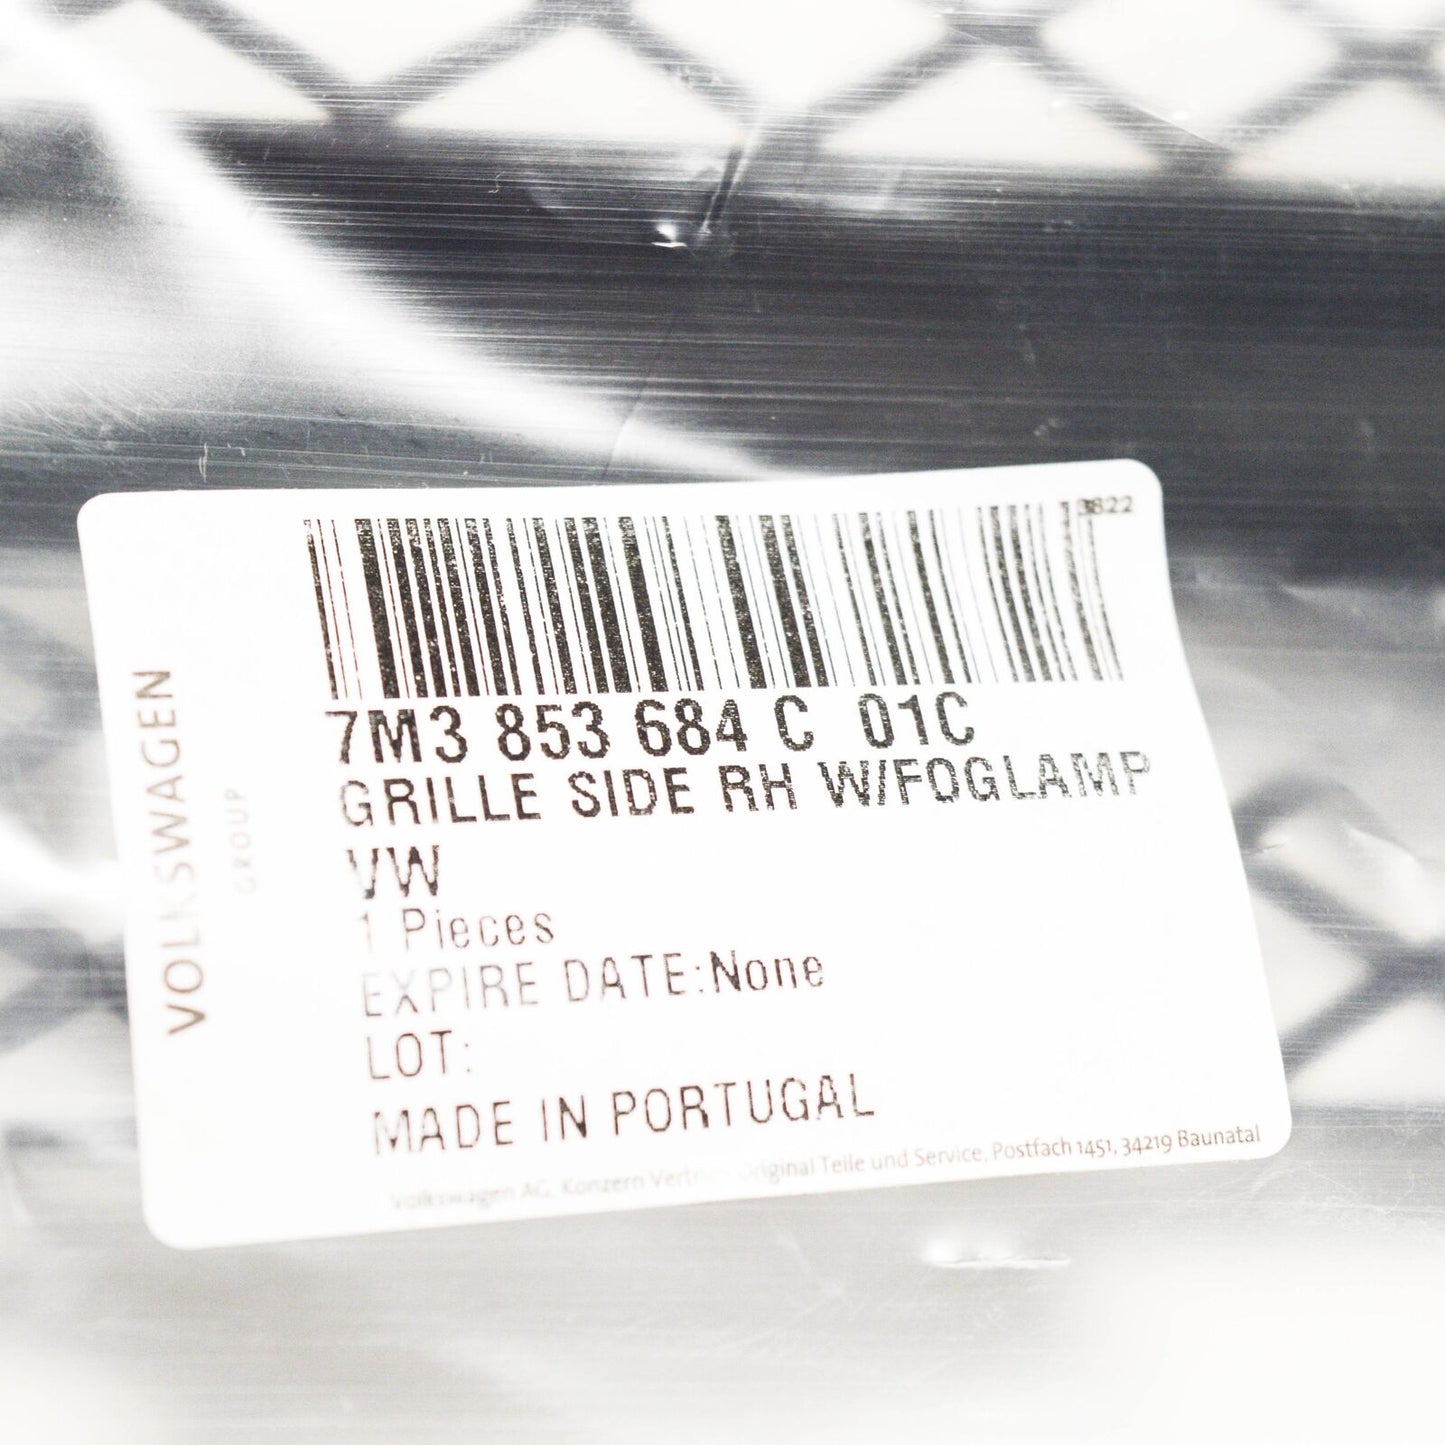 3822
7M3 853 684 C 01C
GRILLE SIDE RH W/FOGLAMP
VW
1 Pieces
EXPIRE DATE:None
LOT:
MADE IN PORTUGAL
Volkswagen AG, Konzern Vertrieb Original Teile und Service, Postfach 1451, 34219 Baunatal
VOLKSWAGEN
GROUP